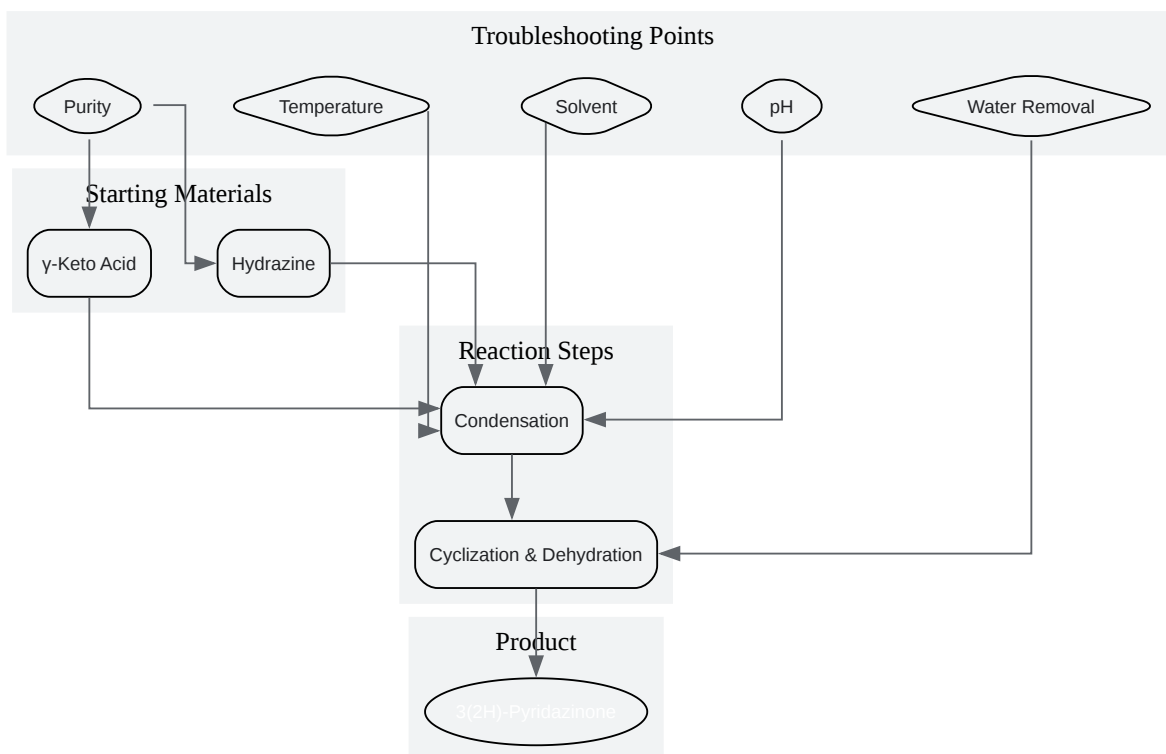 Troubleshooting Points
Purity
Temperature
Solvent
pH
Water Removal
Starting Materials
γ-Keto Acid
Hydrazine
Reaction Steps
Condensation
Cyclization & Dehydration
Product
3(2H)-Pyridazinone